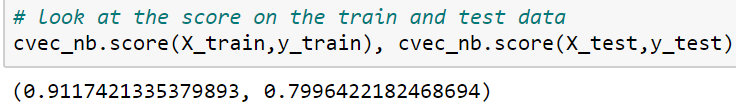 # look at the score on the train and test data
cvec_nb.score(X_train,y_train), cvec_nb.score(X_test,y_test)
(0.9117421335379893, 0.7996422182468694)